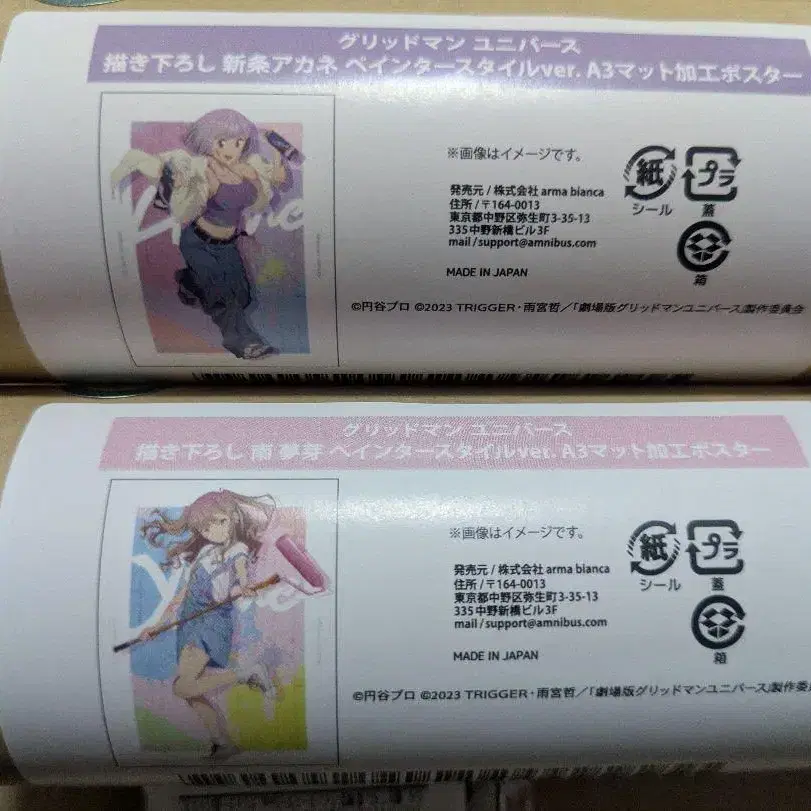 グリッドマン ユニバース
描き下ろし 新条アカネ ペインタースタイルver. A3マット加工ポスター
※画像はイメージです。
発売元 / 株式会社 arma bianca
住所 / 〒164-0013
東京都中野区弥生町3-35-13
335中野新橋ビル3F
mail / support@amnibus.com
MADE IN JAPAN
紙
シール
プラ
蓋
箱
©円谷プロ ©2023 TRIGGER・雨宮哲／「劇場版グリッドマンユニバース」製作委員会
グリッドマン ユニバース
描き下ろし 南 夢芽 ペインタースタイルver. A3マット加工ポスター
※画像はイメージです。
発売元 / 株式会社 arma bianca
住所 / 〒164-0013
東京都中野区弥生町3-35-13
335中野新橋ビル3F
mail / support@amnibus.com
MADE IN JAPAN
紙
シール
プラ
蓋
箱
©円谷プロ ©2023 TRIGGER・雨宮哲／「劇場版グリッドマンユニバース」製作委